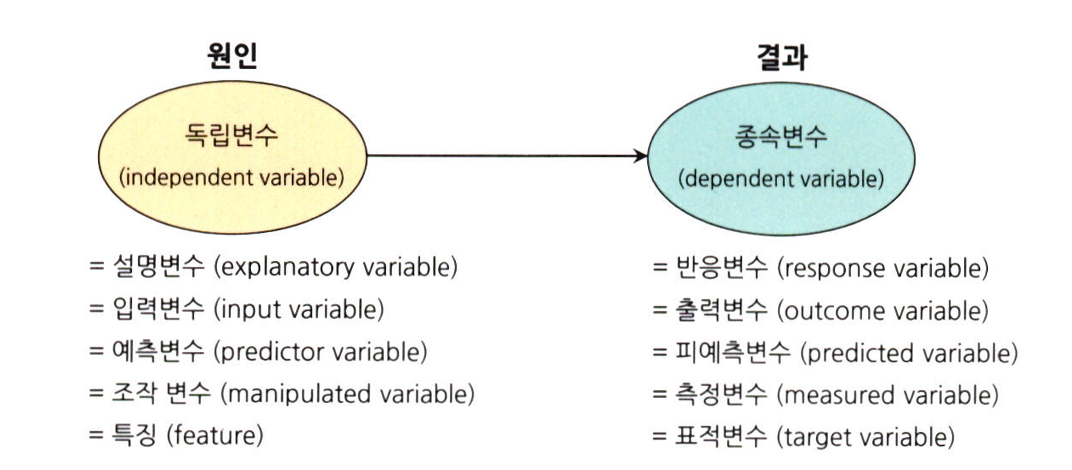 원인
독립변수
(independent variable)
= 설명변수 (explanatory variable)
= 입력변수 (input variable)
= 예측변수 (predictor variable)
= 조작 변수 (manipulated variable)
= 특징 (feature)
결과
종속변수
(dependent variable)
= 반응변수 (response variable)
= 출력변수 (outcome variable)
= 피예측변수 (predicted variable)
= 측정변수 (measured variable)
= 표적변수 (target variable)